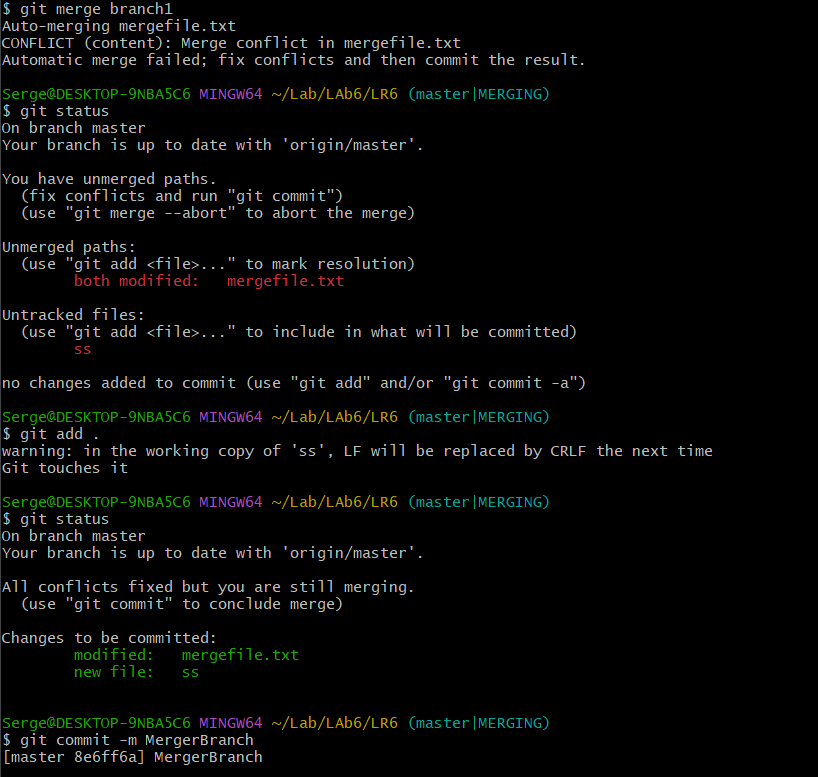 $ git merge branch1
Auto-merging mergefile.txt
CONFLICT (content): Merge conflict in mergefile.txt
Automatic merge failed; fix conflicts and then commit the result.
Serge@DESKTOP-9NBA5C6 MINGW64 ~/Lab/LAb6/LR6 (master|MERGING)
$ git status
On branch master
Your branch is up to date with 'origin/master'.
You have unmerged paths.
  (fix conflicts and run "git commit")
  (use "git merge --abort" to abort the merge)
Unmerged paths:
  (use "git add <file>..." to mark resolution)
        both modified:   mergefile.txt
Untracked files:
  (use "git add <file>..." to include in what will be committed)
        ss
no changes added to commit (use "git add" and/or "git commit -a")
Serge@DESKTOP-9NBA5C6 MINGW64 ~/Lab/LAb6/LR6 (master|MERGING)
$ git add .
warning: in the working copy of 'ss', LF will be replaced by CRLF the next time
Git touches it
Serge@DESKTOP-9NBA5C6 MINGW64 ~/Lab/LAb6/LR6 (master|MERGING)
$ git status
On branch master
Your branch is up to date with 'origin/master'.
All conflicts fixed but you are still merging.
  (use "git commit" to conclude merge)
Changes to be committed:
        modified:   mergefile.txt
        new file:   ss
Serge@DESKTOP-9NBA5C6 MINGW64 ~/Lab/LAb6/LR6 (master|MERGING)
$ git commit -m MergerBranch
[master 8e6ff6a] MergerBranch